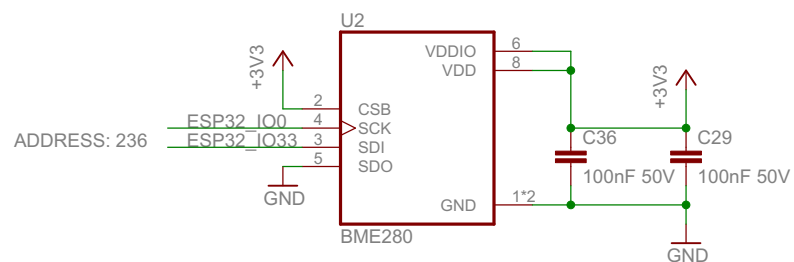 U2
+3V3
2
4
3
5
CSB
SCK
SDI
SDO
VDDIO
VDD
GND
6
8
1*2
ESP32_IO0
ESP32_IO33
ADDRESS: 236
GND
BME280
+3V3
C36
100nF 50V
C29
100nF 50V
GND